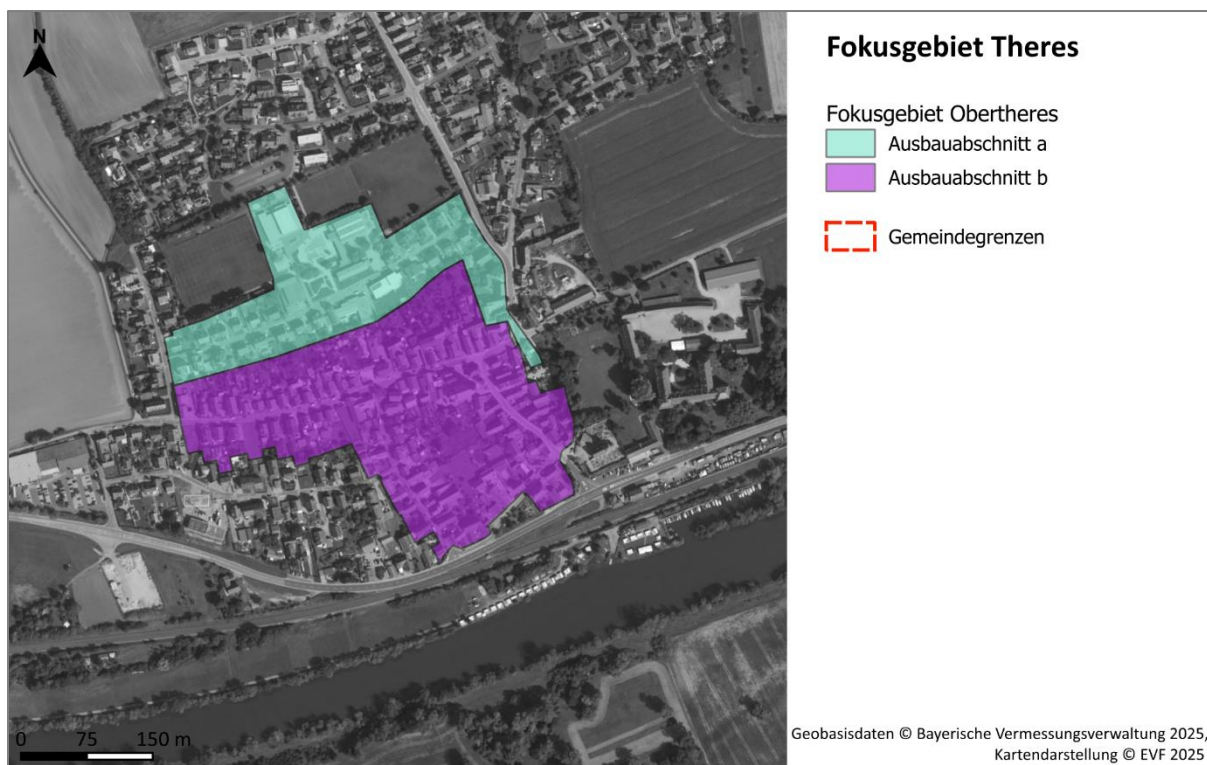 N
Fokusgebiet Theres
Fokusgebiet Obertheres
Ausbauabschnitt a
Ausbauabschnitt b
Gemeindegrenzen
0 75 150 m
Geobasisdaten © Bayerische Vermessungsverwaltung 2025,
Kartendarstellung © EVF 2025